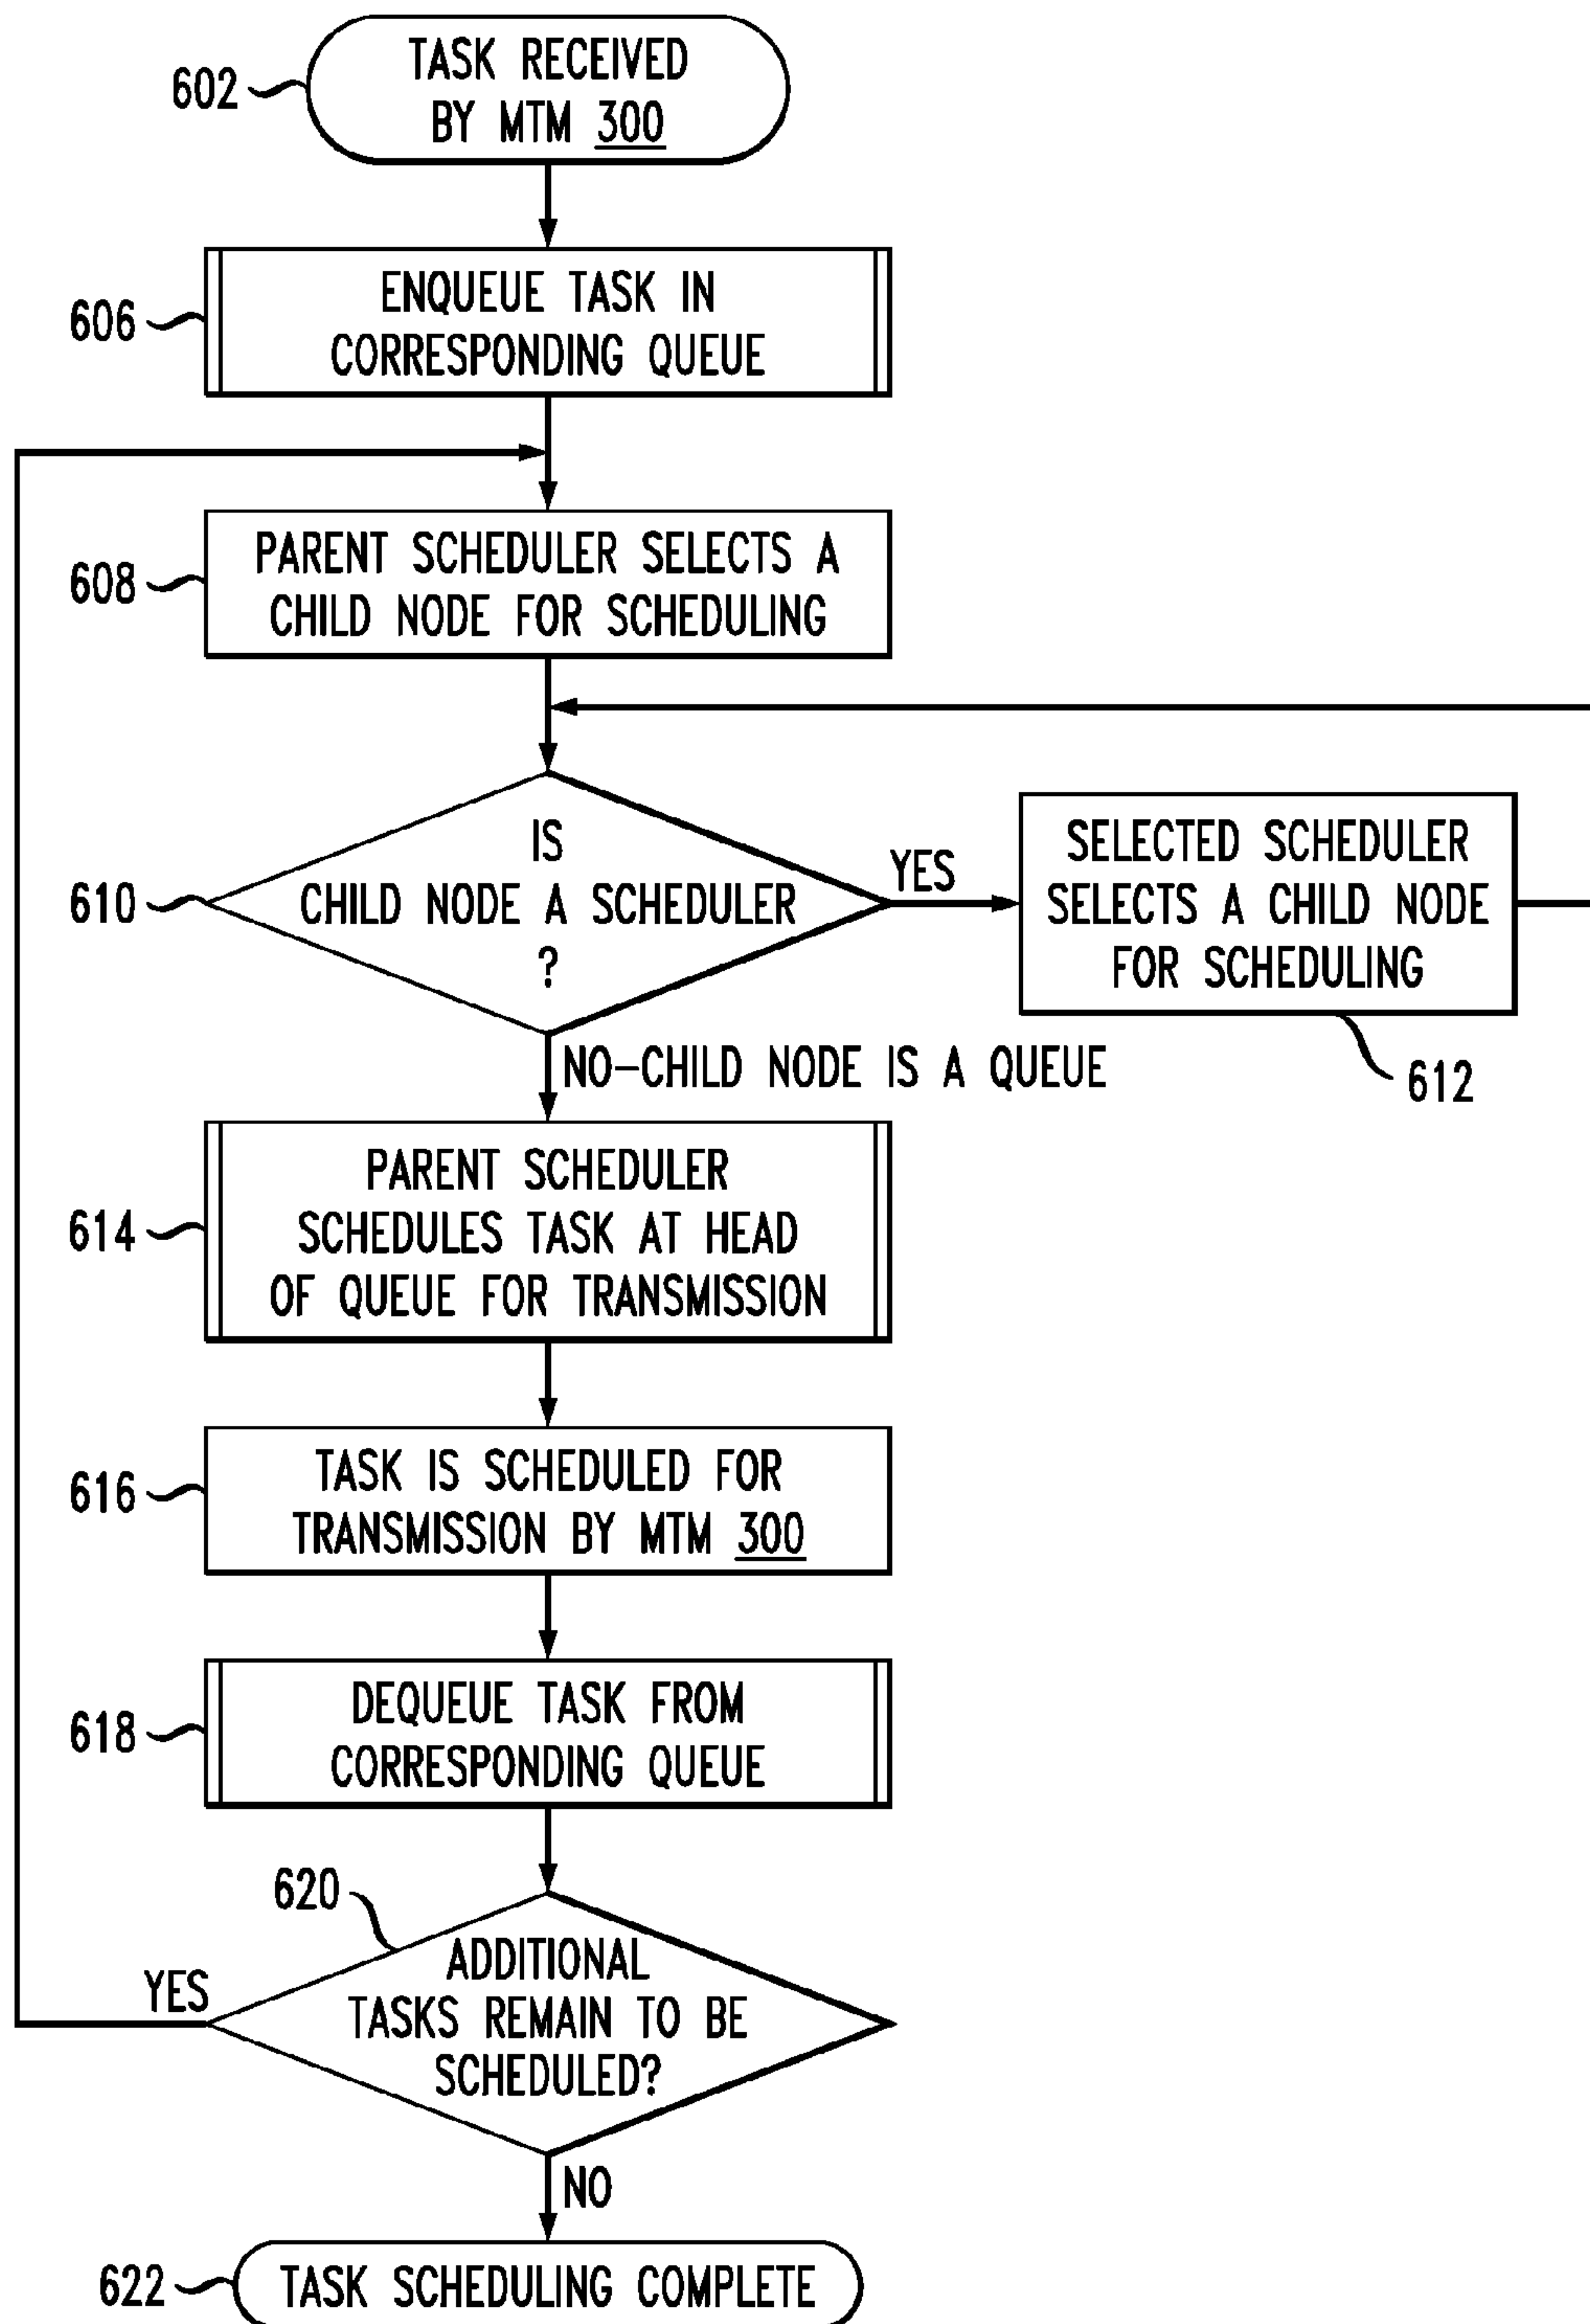 602
TASK RECEIVED
BY MTM 300
606
ENQUEUE TASK IN
CORRESPONDING QUEUE
608
PARENT SCHEDULER SELECTS A
CHILD NODE FOR SCHEDULING
610
IS
CHILD NODE A SCHEDULER
?
YES
SELECTED SCHEDULER
SELECTS A CHILD NODE
FOR SCHEDULING
612
NO-CHILD NODE IS A QUEUE
614
PARENT SCHEDULER
SCHEDULES TASK AT HEAD
OF QUEUE FOR TRANSMISSION
616
TASK IS SCHEDULED FOR
TRANSMISSION BY MTM 300
618
DEQUEUE TASK FROM
CORRESPONDING QUEUE
620
ADDITIONAL
TASKS REMAIN TO BE
SCHEDULED?
YES
NO
622
TASK SCHEDULING COMPLETE